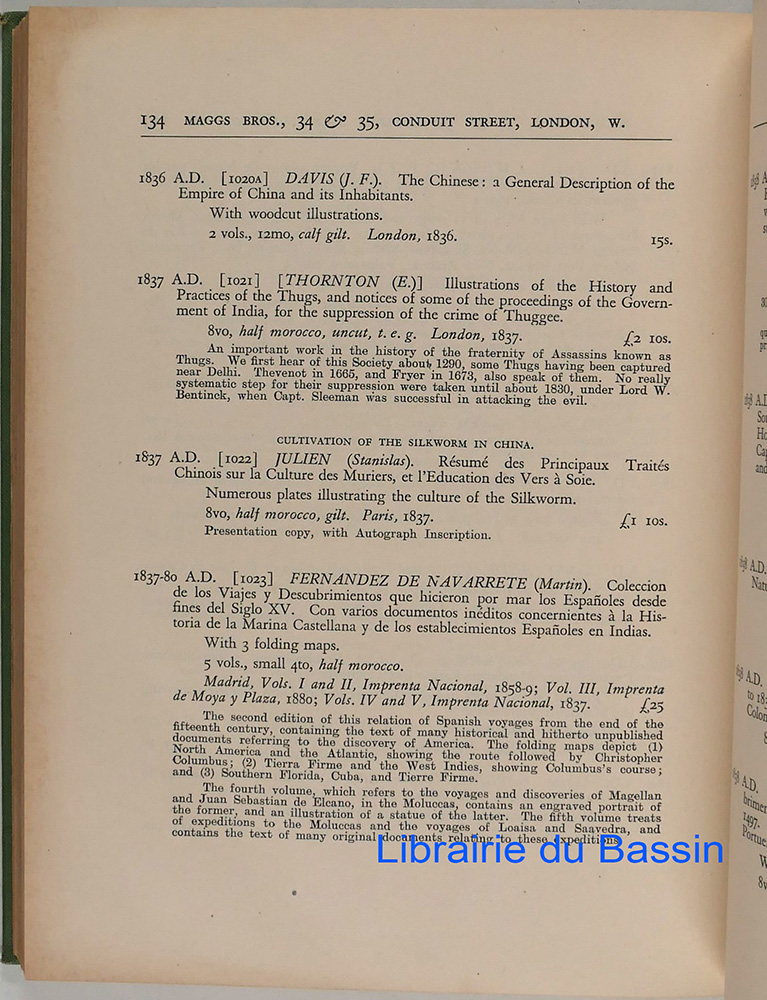 134 MAGGS BROS., 34 & 35, CONDUIT STREET, LONDON, W.
1836 A.D. [1020A] DAVIS (J. F.). The Chinese: a General Description of the
Empire of China and its Inhabitants.
With woodcut illustrations.
2 vols., 12mo, calf gilt. London, 1836. 15s.
1837 A.D. [1021] [THORNTON (E.)] Illustrations of the History and
Practices of the Thugs, and notices of some of the proceedings of the Govern-
ment of India, for the suppression of the crime of Thuggee.
8vo, half morocco, uncut, t. e. g. London, 1837. £2 10s.
An important work in the history of the fraternity of Assassins known as
Thugs. We first hear of this Society about 1290, some Thugs having been captured
near Delhi. Thevenot in 1665, and Fryer in 1673, also speak of them. No really
systematic step for their suppression were taken until about 1830, under Lord W.
Bentinck, when Capt. Sleeman was successful in attacking the evil.
CULTIVATION OF THE SILKWORM IN CHINA.
1837 A.D. [1022] JULIEN (Stanislas). Résumé des Principaux Traités
Chinois sur la Culture des Muriers, et l'Education des Vers à Soie.
Numerous plates illustrating the culture of the Silkworm.
8vo, half morocco, gilt. Paris, 1837. £1 10s.
Presentation copy, with Autograph Inscription.
1837-80 A.D. [1023] FERNANDEZ DE NAVARRETE (Martin). Coleccion
de los Viajes y Descubrimientos que hicieron por mar los Españoles desde
fines del Siglo XV. Con varios documentos inéditos concernientes à la His-
toria de la Marina Castellana y de los establecimientos Españoles en Indias.
With 3 folding maps.
5 vols., small 4to, half morocco.
Madrid, Vols. I and II, Imprenta Nacional, 1858-9; Vol. III, Imprenta
de Moya y Plaza, 1880; Vols. IV and V, Imprenta Nacional, 1837. £25
The second edition of this relation of Spanish voyages from the end of the
fifteenth century, containing the text of many historical and hitherto unpublished
documents referring to the discovery of America. The folding maps depict (1)
North America and the Atlantic, showing the route followed by Christopher
Columbus; (2) Tierra Firme and the West Indies, showing Columbus's course;
and (3) Southern Florida, Cuba, and Tierre Firme.
The fourth volume, which refers to the voyages and discoveries of Magellan
and Juan Sebastian de Elcano, in the Moluccas, contains an engraved portrait of
the former, and an illustration of a statue of the latter. The fifth volume treats
of expeditions to the Moluccas and the voyages of Loaisa and Saavedra, and
contains the text of many original documents relating to these expeditions.
Librairie du Bassin